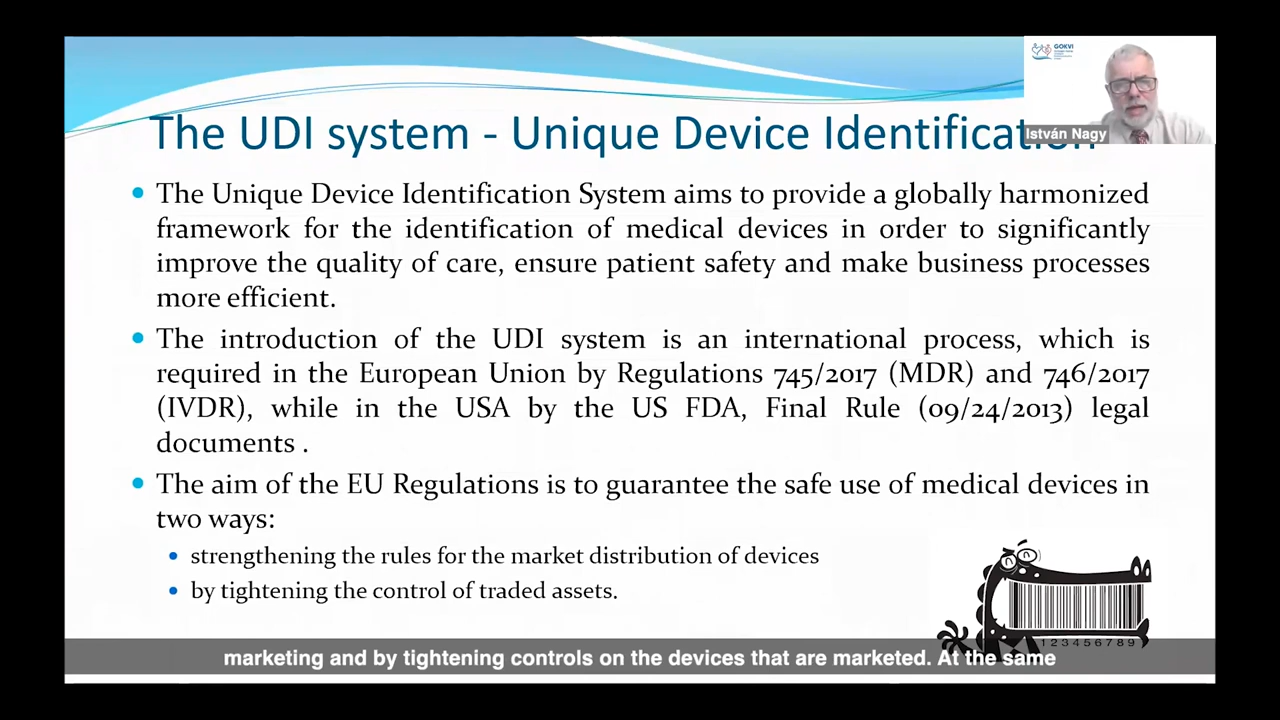 GOKVI
The UDI system - Unique Device Identification
István Nagy
The Unique Device Identification System aims to provide a globally harmonized
framework for the identification of medical devices in order to significantly
improve the quality of care, ensure patient safety and make business processes
more efficient.
The introduction of the UDI system is an international process, which is
required in the European Union by Regulations 745/2017 (MDR) and 746/2017
(IVDR), while in the USA by the US FDA, Final Rule (09/24/2013) legal
documents .
The aim of the EU Regulations is to guarantee the safe use of medical devices in
two ways:
strengthening the rules for the market distribution of devices
by tightening the control of traded assets.
123456789
marketing and by tightening controls on the devices that are marketed. At the same